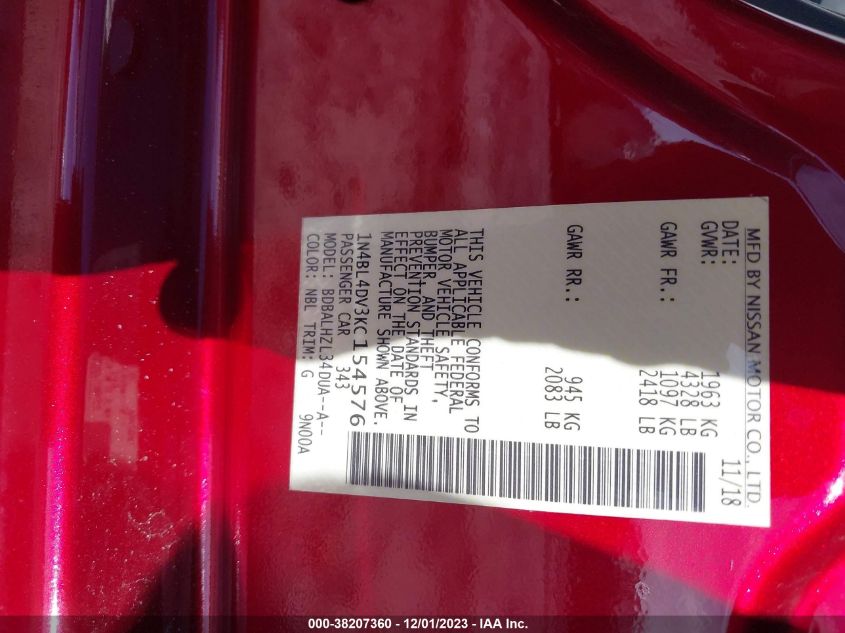 MFD BY NISSAN MOTOR CO., LTD.
DATE: 11/18
GVWR: 1963 KG
4328 LB
GAWR FR.: 1097 KG
2418 LB
GAWR RR.: 945 KG
2083 LB
THIS VEHICLE CONFORMS TO
ALL APPLICABLE FEDERAL
MOTOR VEHICLE SAFETY,
BUMPER, AND THEFT
PREVENTION STANDARDS IN
EFFECT ON THE DATE OF
MANUFACTURE SHOWN ABOVE.
1N4BL4DV3KC154576
PASSENGER CAR 343
MODEL: BDBALHZL34DUA--A--
COLOR: NBL TRIM: G 9N00A
000-38207360 - 12/01/2023 - IAA Inc.